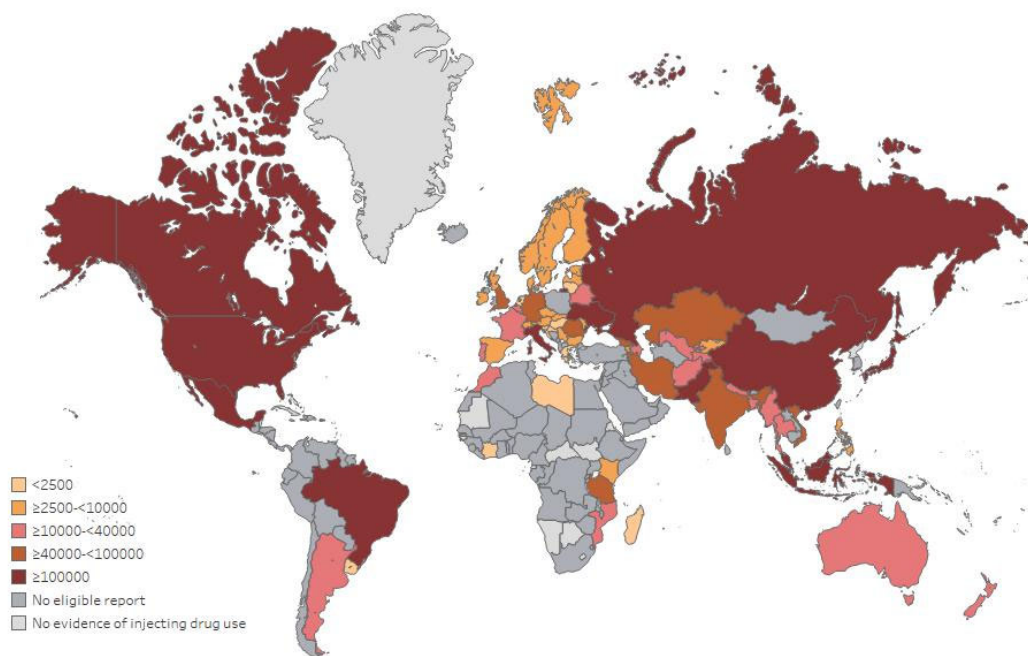 <2500
≥2500-<10000
≥10000-<40000
≥40000-<100000
≥100000
No eligible report
No evidence of injecting drug use